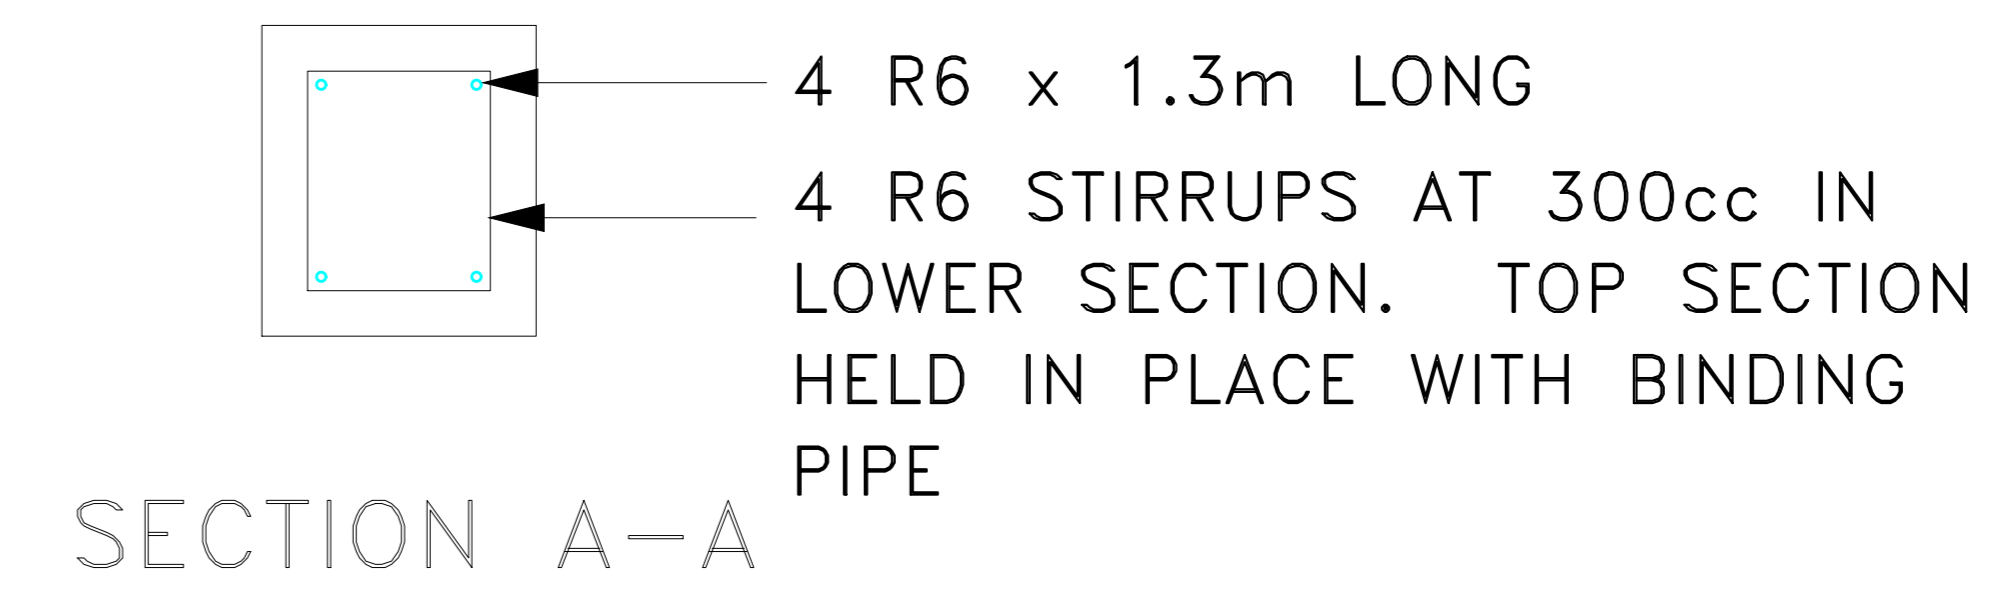 4 R6 x 1.3m LONG
4 R6 STIRRUPS AT 300cc IN
LOWER SECTION. TOP SECTION
HELD IN PLACE WITH BINDING
PIPE
SECTION A-A